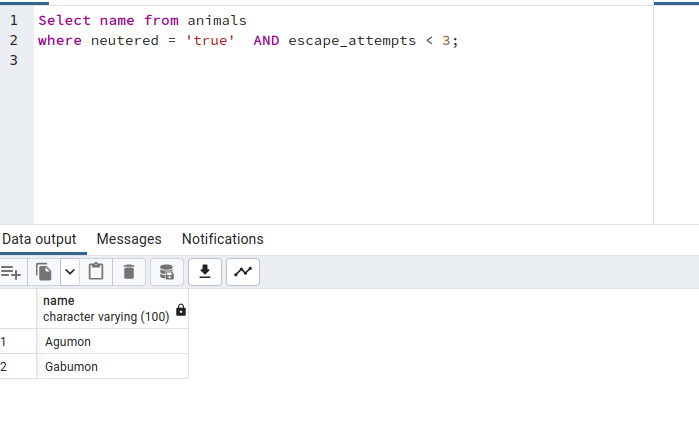 1 Select name from animals
2 where neutered = 'true'  AND escape_attempts < 3;
3
Data output Messages Notifications
name
character varying (100)
1 Agumon
2 Gabumon